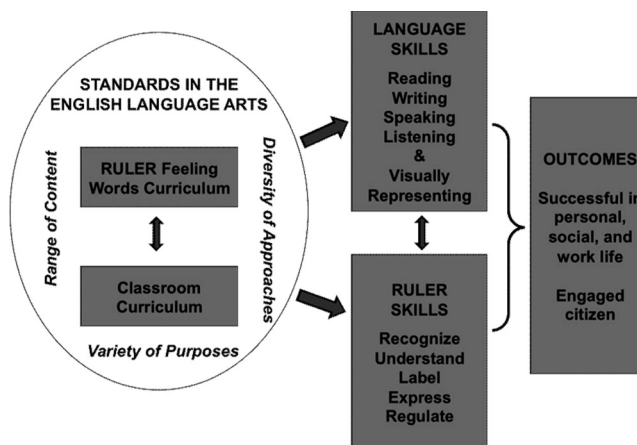 STANDARDS IN THE
ENGLISH LANGUAGE ARTS
RULER Feeling
Words Curriculum
Classroom
Curriculum
Range of Content
Diversity of Approaches
Variety of Purposes
LANGUAGE
SKILLS
Reading
Writing
Speaking
Listening
&
Visually
Representing
RULER
SKILLS
Recognize
Understand
Label
Express
Regulate
OUTCOMES
Successful in
personal,
social, and
work life
Engaged
citizen